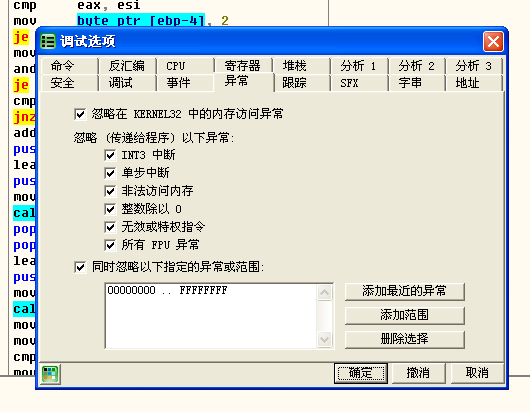 cmp eax, esi
byte ptr [ebp-4], 2
je
mov
and
je
cmp
jnz
add
pus
lea
pus
mov
cal
pop
pop
lea
pus
mov
cal
mov
mov
cmp
mov
调试选项
命令 反汇编 CPU 寄存器 堆栈 分析 1 分析 2 分析 3
安全 调试 事件 异常 跟踪 SFX 字串 地址
忽略在 KERNEL32 中的内存访问异常
忽略 (传递给程序) 以下异常:
INT3 中断
单步中断
非法访问内存
整数除以 0
无效或特权指令
所有 FPU 异常
同时忽略以下指定的异常或范围:
00000000 .. FFFFFFFF
添加最近的异常
添加范围
删除选择
确定 撤消 取消